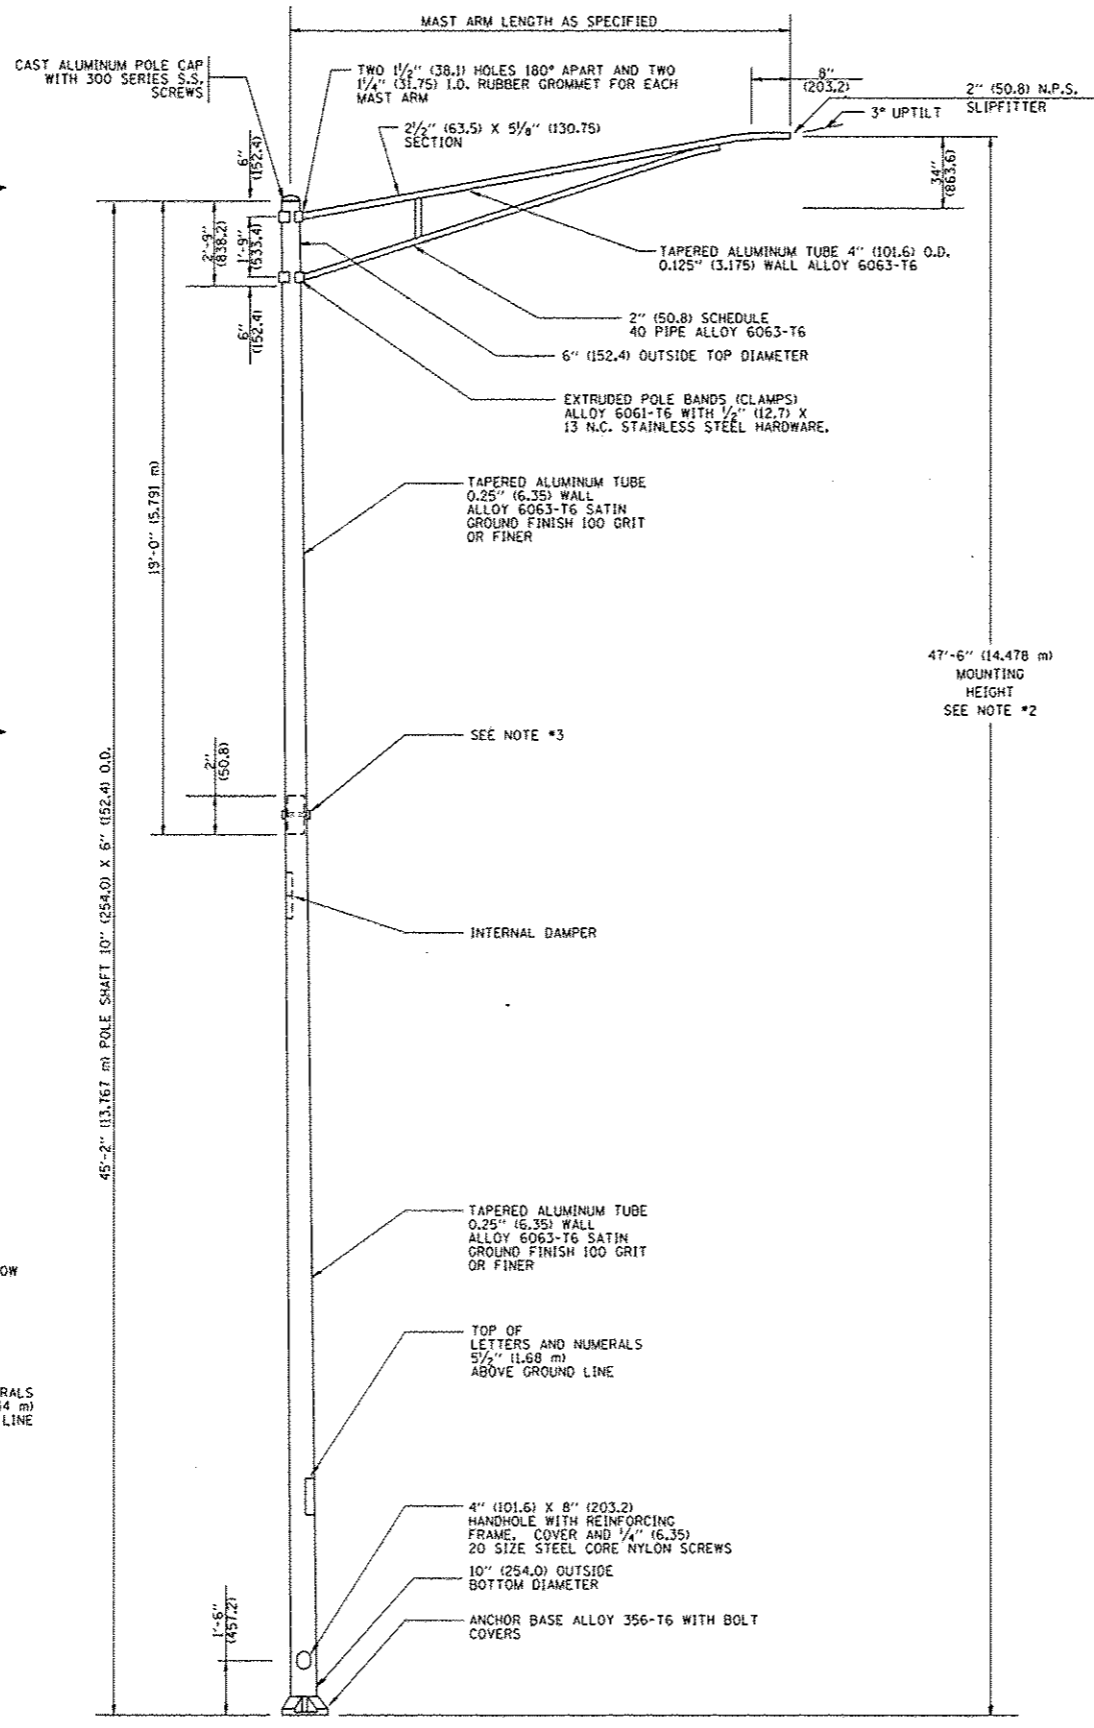 MAST ARM LENGTH AS SPECIFIED
CAST ALUMINUM POLE CAP
WITH 300 SERIES S.S.
SCREWS
TWO 1½" (38.1) HOLES 180° APART AND TWO
1¼" (31.75) I.D. RUBBER GROMMET FOR EACH
MAST ARM
8"
(203.2)
2" (50.8) N.P.S.
SLIPFITTER
3° UPTILT
2½" (63.5) X 5⅛" (130.75)
SECTION
6"
(152.4)
34"
(863.6)
2'-9"
(838.2)
1'-9"
(533.4)
TAPERED ALUMINUM TUBE 4" (101.6) O.D.
0.125" (3.175) WALL ALLOY 6063-T6
6"
(152.4)
2" (50.8) SCHEDULE
40 PIPE ALLOY 6063-T6
6" (152.4) OUTSIDE TOP DIAMETER
EXTRUDED POLE BANDS (CLAMPS)
ALLOY 6061-T6 WITH ½" (12.7) X
13 N.C. STAINLESS STEEL HARDWARE.
19'-0" (5.791 m)
TAPERED ALUMINUM TUBE
0.25" (6.35) WALL
ALLOY 6063-T6 SATIN
GROUND FINISH 100 GRIT
OR FINER
47'-6" (14.478 m)
MOUNTING
HEIGHT
SEE NOTE *2
SEE NOTE *3
2"
(50.8)
45'-2" (13.767 m) POLE SHAFT 10" (254.0) X 6" (152.4) O.D.
INTERNAL DAMPER
TAPERED ALUMINUM TUBE
0.25" (6.35) WALL
ALLOY 6063-T6 SATIN
GROUND FINISH 100 GRIT
OR FINER
OW
TOP OF
LETTERS AND NUMERALS
5½" (1.68 m)
ABOVE GROUND LINE
RALS
4 m)
LINE
4" (101.6) X 8" (203.2)
HANDHOLE WITH REINFORCING
FRAME, COVER AND ¼" (6.35)
20 SIZE STEEL CORE NYLON SCREWS
10" (254.0) OUTSIDE
BOTTOM DIAMETER
1'-6"
(457.2)
ANCHOR BASE ALLOY 356-T6 WITH BOLT
COVERS